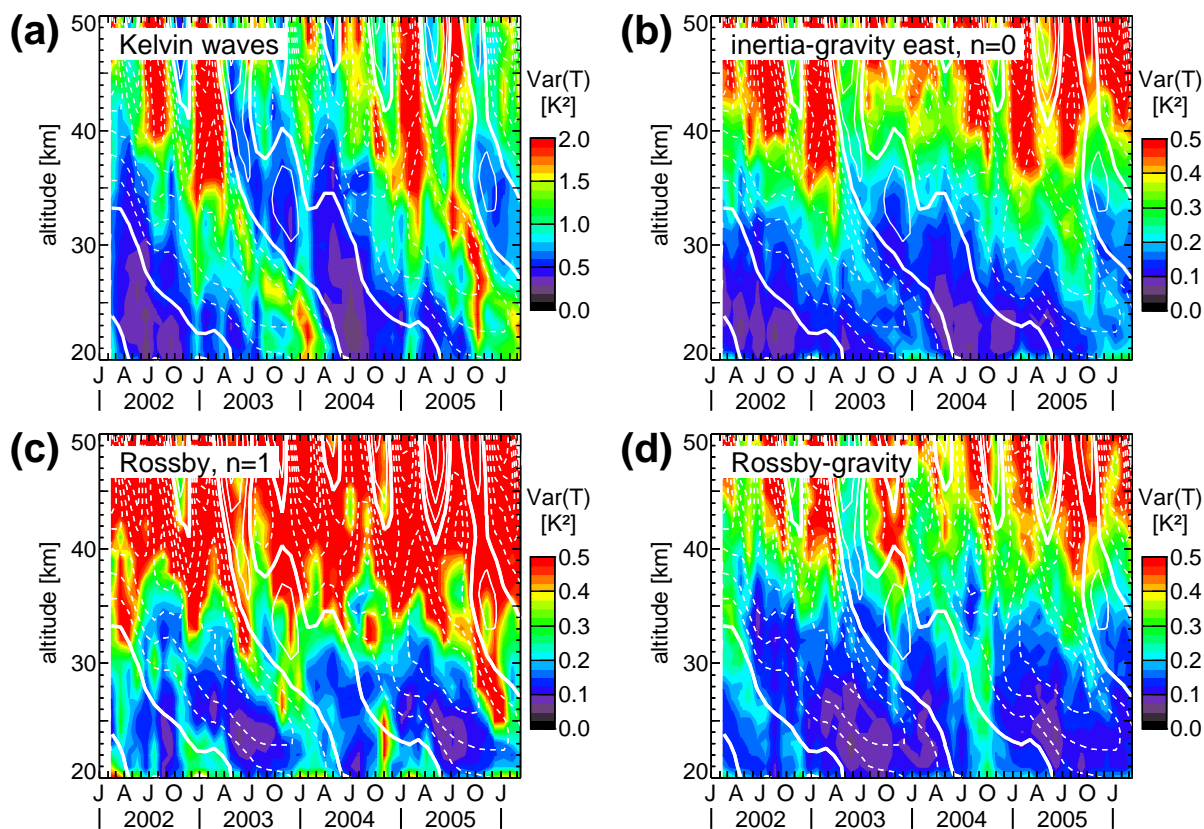 (a)
Kelvin waves
50
40
30
20
altitude [km]
Var(T)
[K²]
2.0
1.5
1.0
0.5
0.0
J A J O J A J O J A J O J A J O J
| 2002 | 2003 | 2004 | 2005 |
(b)
inertia-gravity east, n=0
50
40
30
20
altitude [km]
Var(T)
[K²]
0.5
0.4
0.3
0.2
0.1
0.0
J A J O J A J O J A J O J A J O J
| 2002 | 2003 | 2004 | 2005 |
(c)
Rossby, n=1
50
40
30
20
altitude [km]
Var(T)
[K²]
0.5
0.4
0.3
0.2
0.1
0.0
J A J O J A J O J A J O J A J O J
| 2002 | 2003 | 2004 | 2005 |
(d)
Rossby-gravity
50
40
30
20
altitude [km]
Var(T)
[K²]
0.5
0.4
0.3
0.2
0.1
0.0
J A J O J A J O J A J O J A J O J
| 2002 | 2003 | 2004 | 2005 |